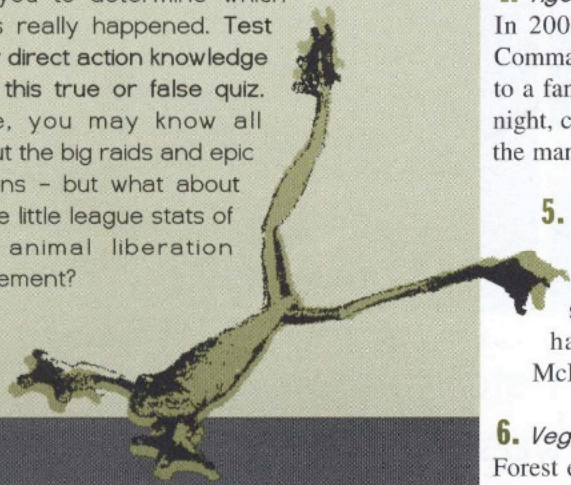 you to determine which
s really happened. Test
direct action knowledge
this true or false quiz.
e, you may know all
ut the big raids and epic
ns – but what about
e little league stats of
animal liberation
ement?
In 200
Comma
to a far
night, c
the man
5.
s
ha
McI
6. Veg
Forest e